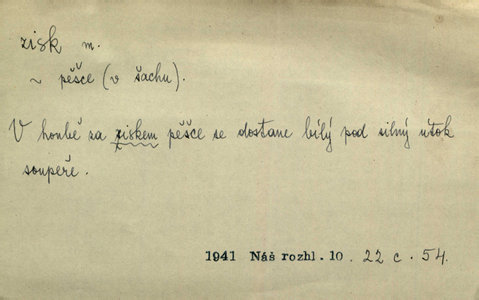 zisk m.
~ pěšce (v šachu).
V honbě za ziskem pěšce se dostane bílý pod silný útok
soupeře.
1941 Náš rozhl. 10. 22 c. 54.